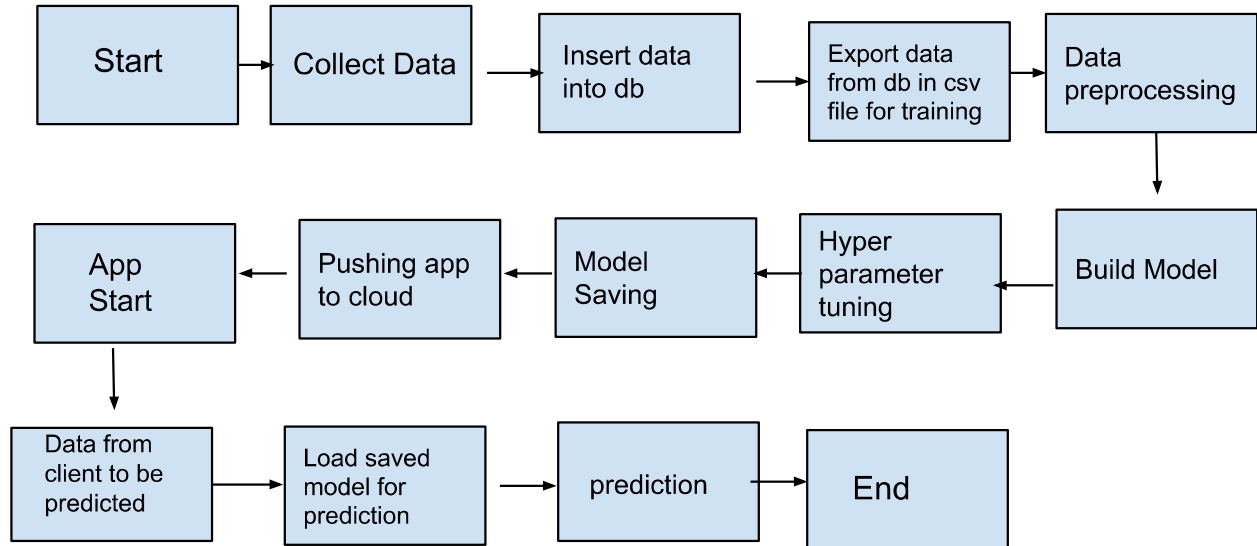 Start
Collect Data
Insert data
into db
Export data
from db in csv
file for training
Data
preprocessing
Build Model
Hyper
parameter
tuning
Model
Saving
Pushing app
to cloud
App
Start
Data from
client to be
predicted
Load saved
model for
prediction
prediction
End